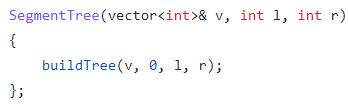 SegmentTree(vector<int>& v, int l, int r)
{
    buildTree(v, 0, l, r);
};